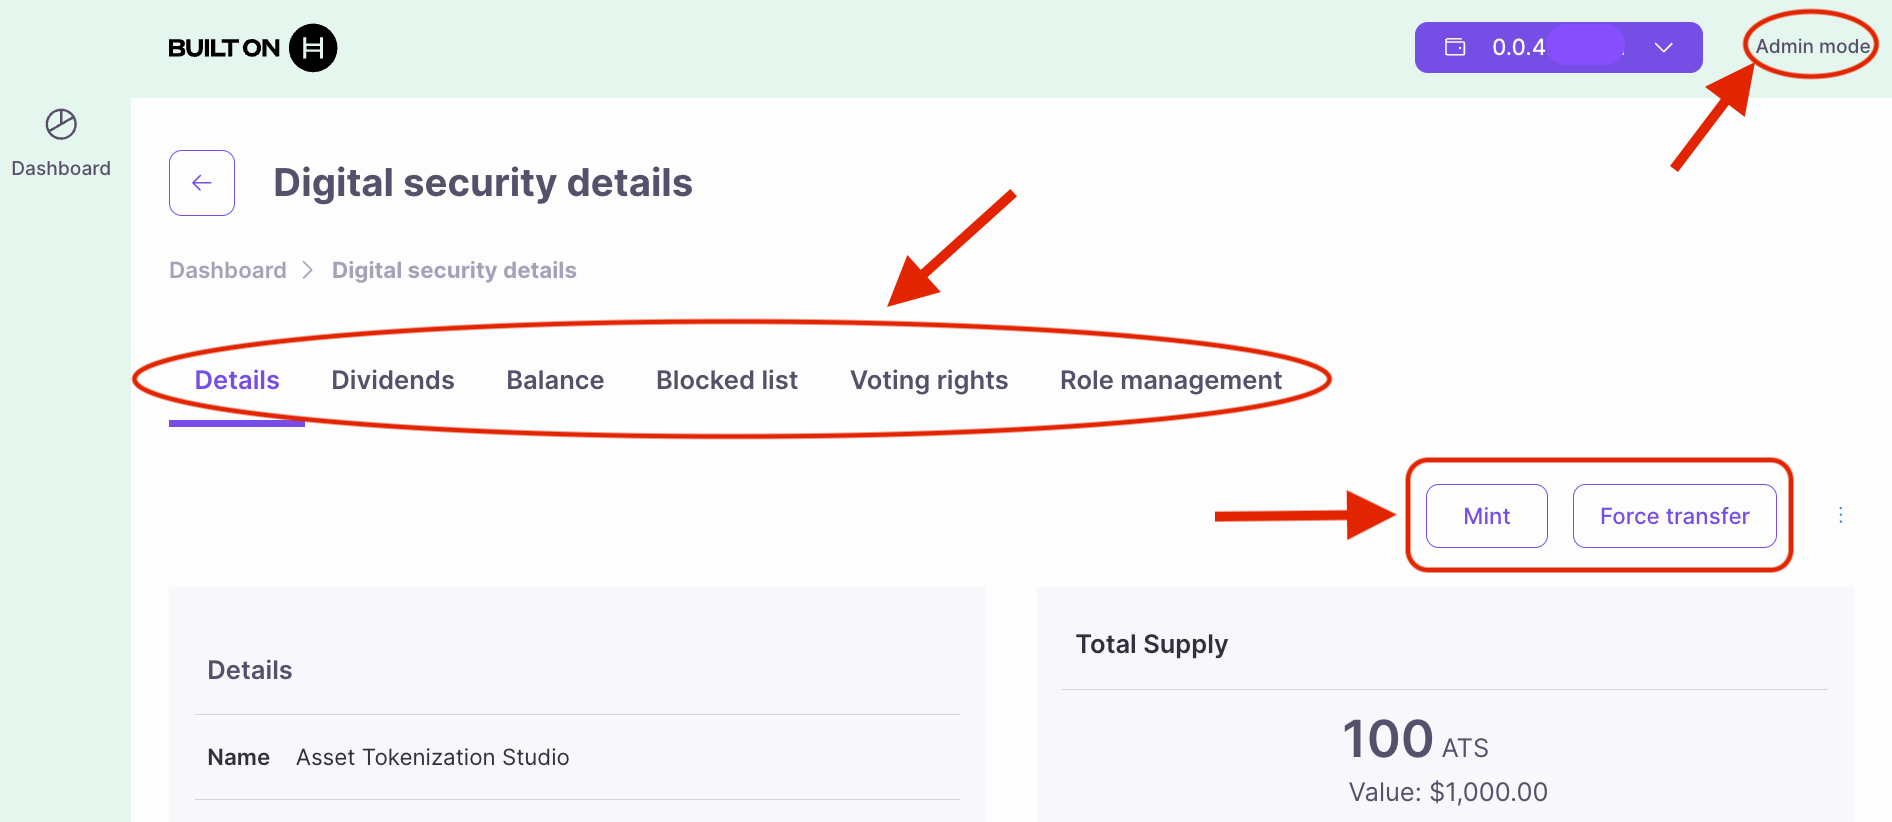 BUILT ON H
0.0.4
Admin mode
Dashboard
Digital security details
Dashboard > Digital security details
Details Dividends Balance Blocked list Voting rights Role management
Mint Force transfer
Details
Name Asset Tokenization Studio
Total Supply
100 ATS
Value: $1,000.00